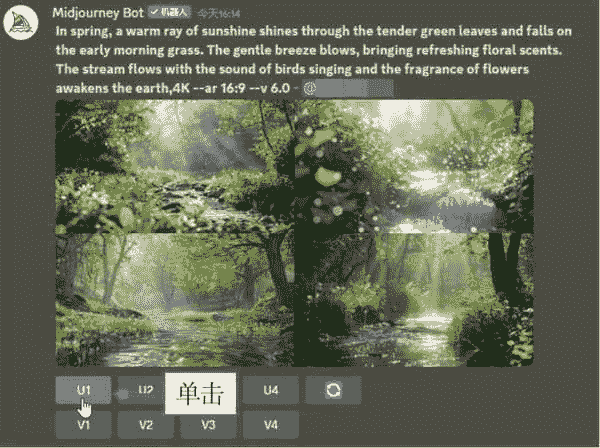 Midjourney Bot ✓机器人 今天16:14
In spring, a warm ray of sunshine shines through the tender green leaves and falls on
the early morning grass. The gentle breeze blows, bringing refreshing floral scents.
The stream flows with the sound of birds singing and the fragrance of flowers
awakens the earth,4K --ar 16:9 --v 6.0 - @
U1 U2 单击 U4
V1 V2 V3 V4